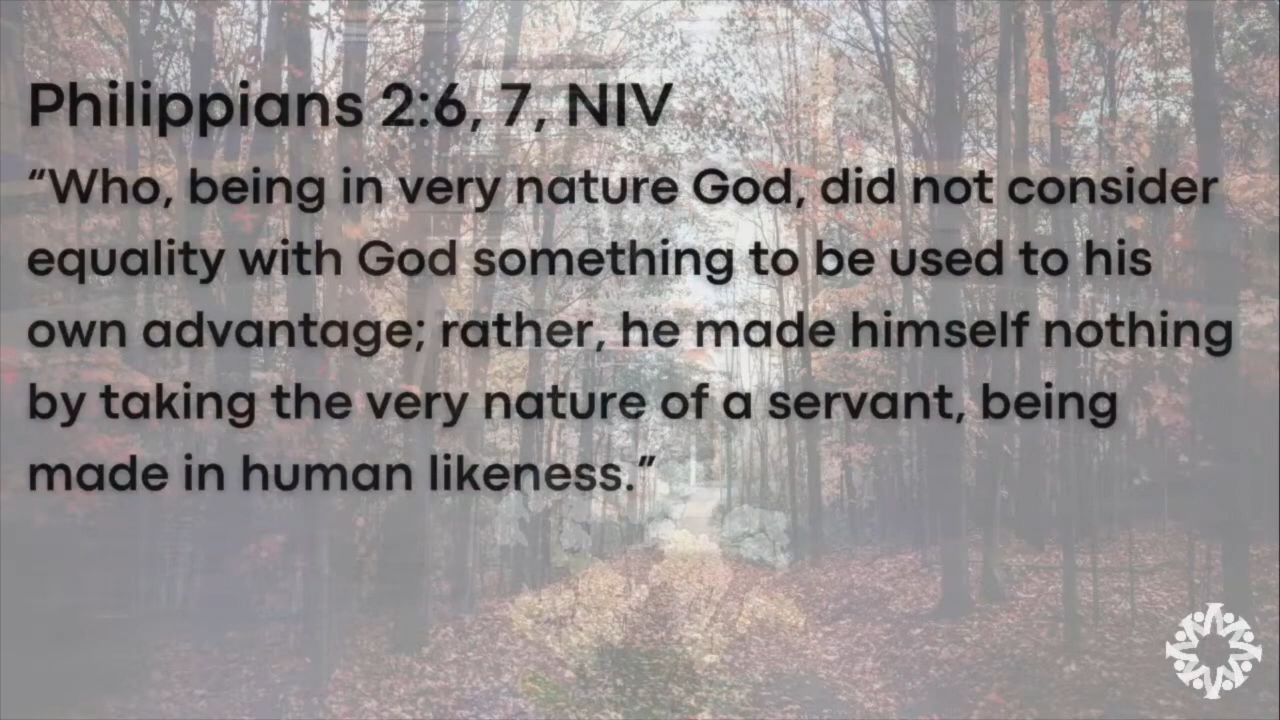 Philippians 2:6, 7, NIV
“Who, being in very nature God, did not consider
equality with God something to be used to his
own advantage; rather, he made himself nothing
by taking the very nature of a servant, being
made in human likeness.”